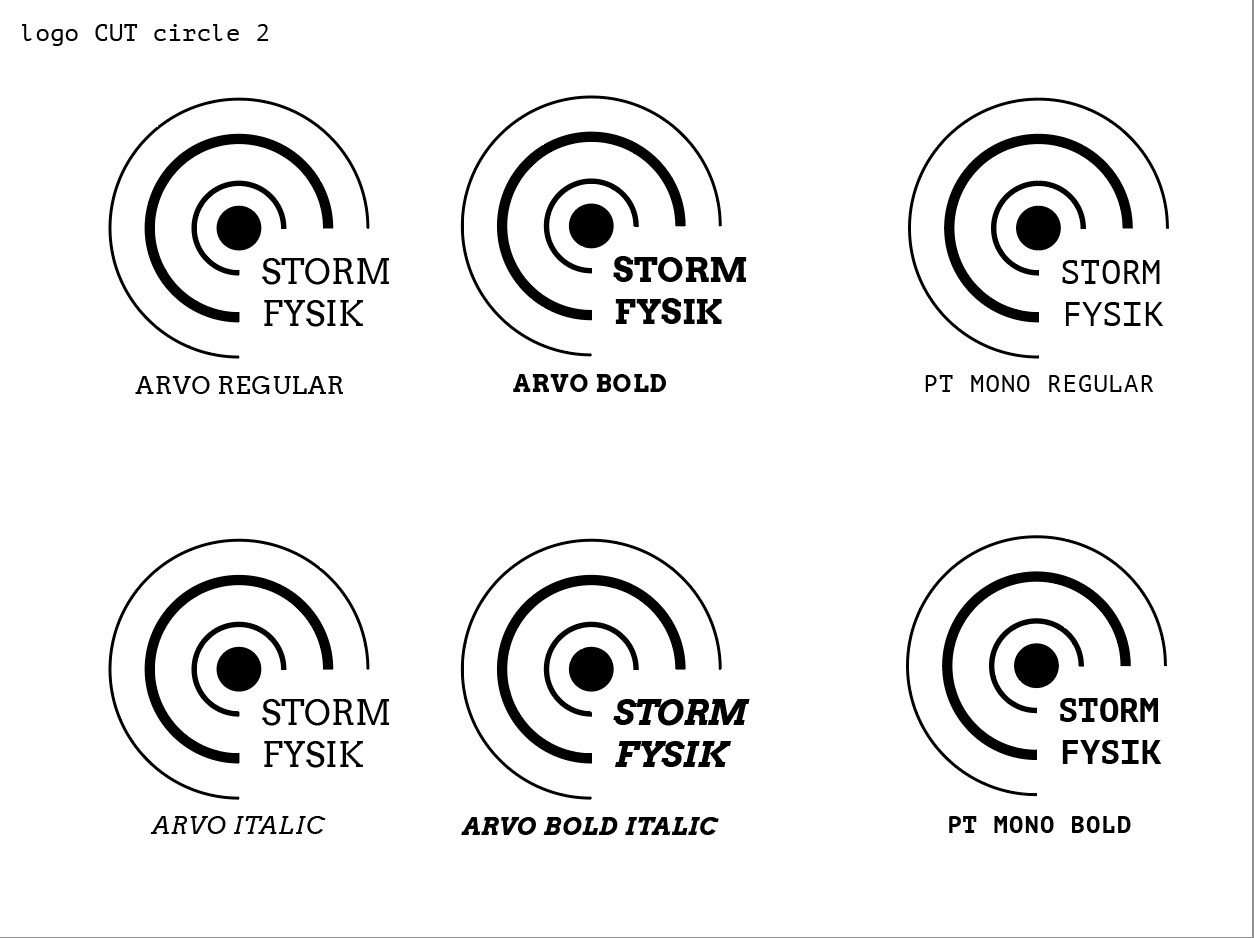 logo CUT circle 2
STORM
FYSIK
ARVO REGULAR
STORM
FYSIK
ARVO BOLD
STORM
FYSIK
PT MONO REGULAR
STORM
FYSIK
ARVO ITALIC
STORM
FYSIK
ARVO BOLD ITALIC
STORM
FYSIK
PT MONO BOLD